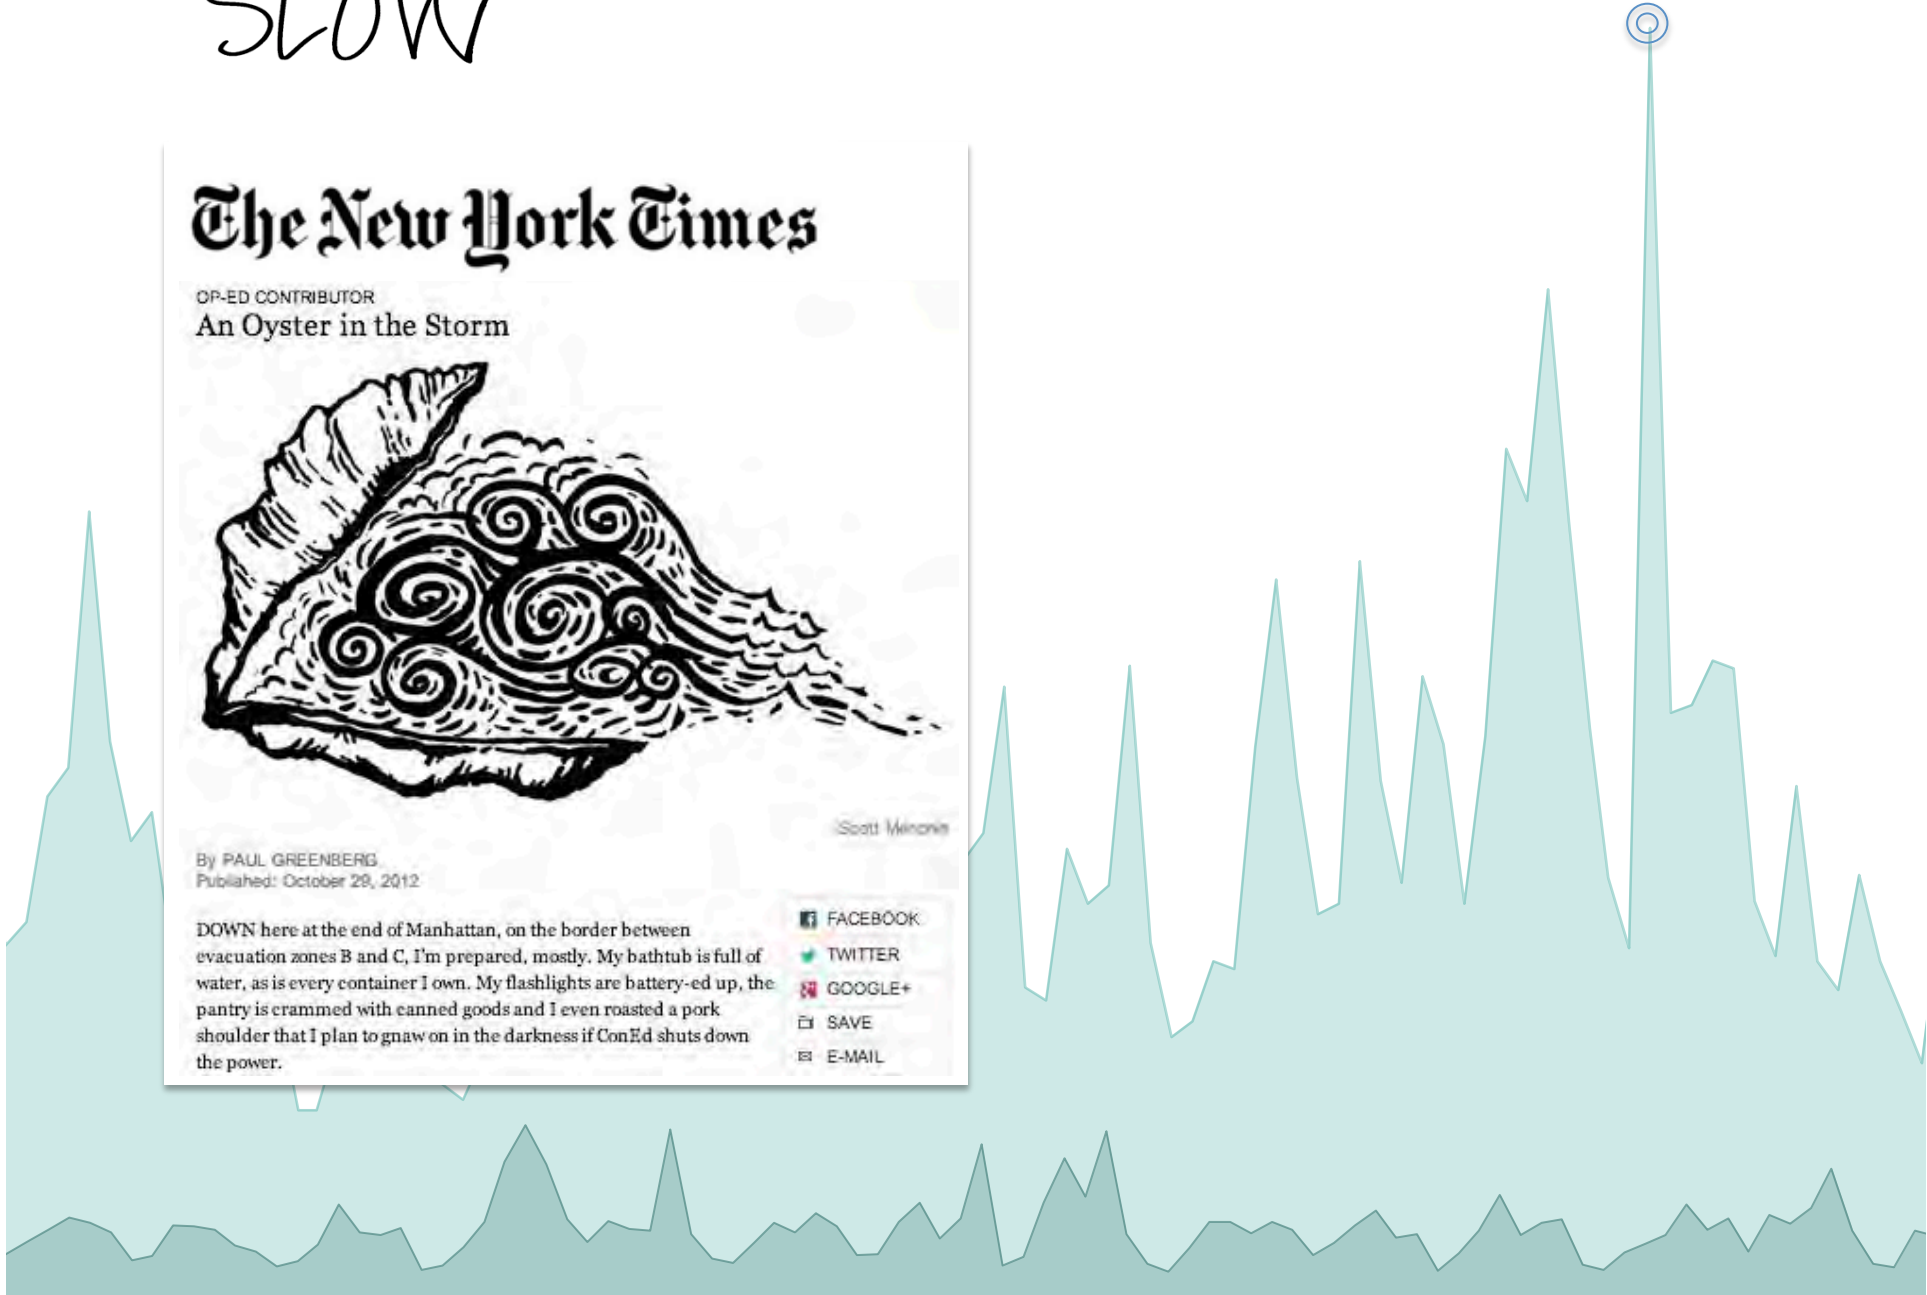 SLOW
The New York Times
OP-ED CONTRIBUTOR
An Oyster in the Storm
Scott
By PAUL GREENBERG
Published: October 29, 2012
DOWN here at the end of Manhattan, on the border between
evacuation zones B and C, I'm prepared, mostly. My bathtub is full of
water, as is every container I own. My flashlights are battery-ed up, the
pantry is crammed with canned goods and I even roasted a pork
shoulder that I plan to gnaw on in the darkness if ConEd shuts down
the power.
FACEBOOK
TWITTER
GOOGLE+
SAVE
E-MAIL